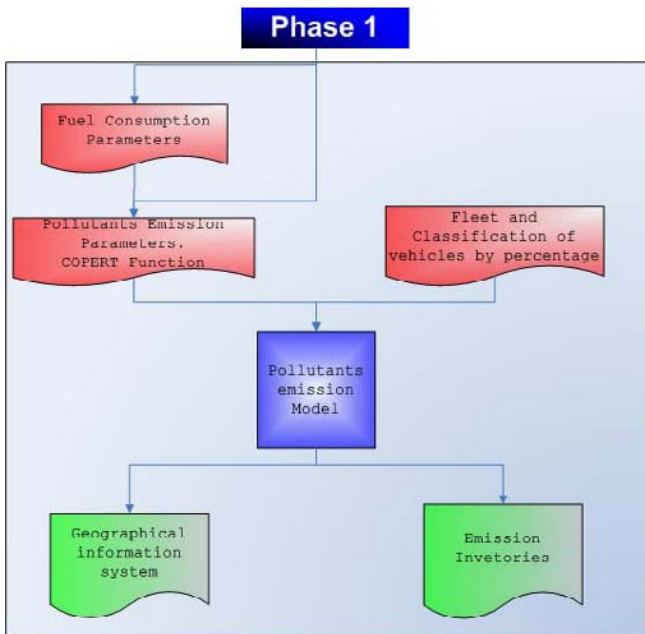 Phase 1
Fuel Consumption
Parameters
Pollutants Emission
Parameters.
COPERT Function
Fleet and
Classification of
vehicles by percentage
Pollutants
emission
Model
Geographical
information
system
Emission
Invetories